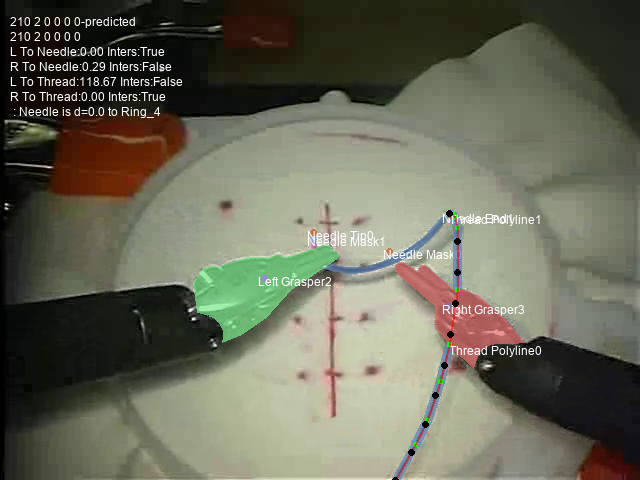 210 2 0 0 0 0-predicted
210 2 0 0 0 0
L To Needle:0.00 Inters:True
R To Needle:0.29 Inters:False
L To Thread:118.67 Inters:False
R To Thread:0.00 Inters:True
: Needle is d=0.0 to Ring_4
Thread Polyline1
Needle Tip0
Needle Mask1
Needle Mask
Left Grasper2
Right Grasper3
Thread Polyline0